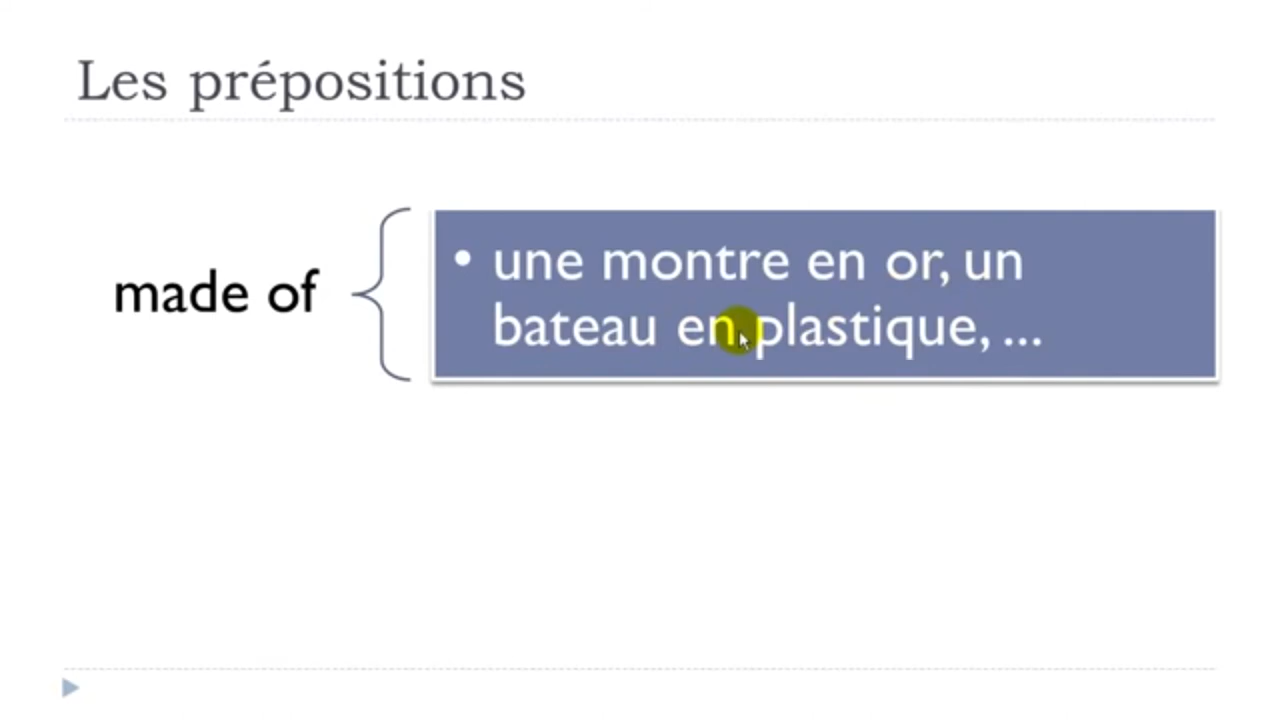 Les prépositions
made of
• une montre en or, un
bateau en plastique, ...